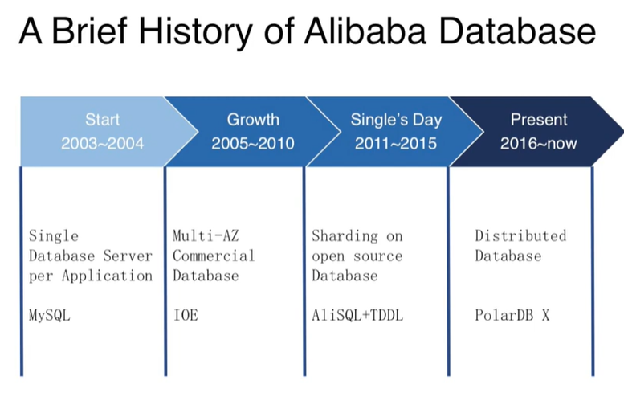 A Brief History of Alibaba Database
Start
2003~2004
Growth
2005~2010
Single's Day
2011~2015
Present
2016~now
Single
Database Server
per Application
MySQL
Multi-AZ
Commercial
Database
IOE
Sharding on
open source
Database
AliSQL+TDDL
Distributed
Database
PolarDB X